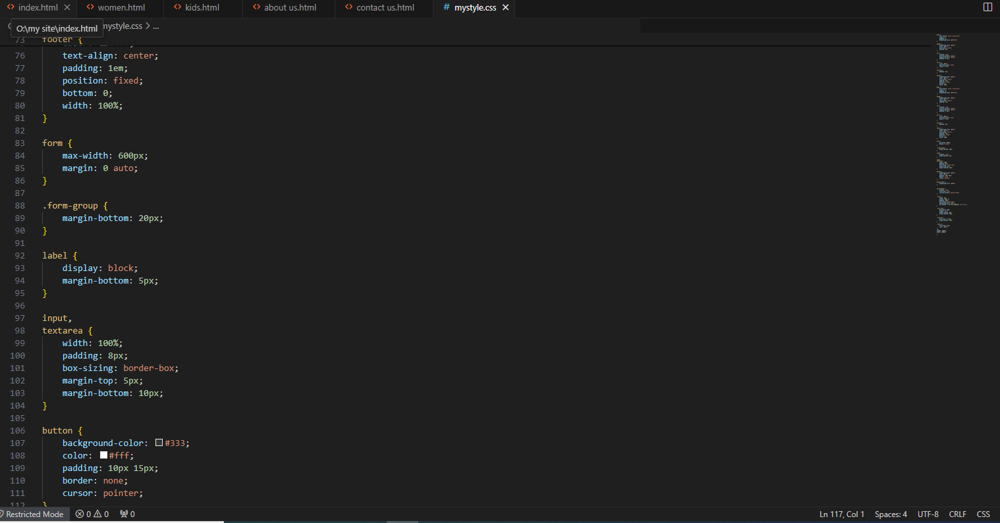 index.html
women.html
kids.html
about us.html
contact us.html
# mystyle.css
O:\my site\index.html
mystyle.css > ...
73 footer {
76 text-align: center;
77 padding: 1em;
78 position: fixed;
79 bottom: 0;
80 width: 100%;
81 }
82
83 form {
84 max-width: 600px;
85 margin: 0 auto;
86 }
87
88 .form-group {
89 margin-bottom: 20px;
90 }
91
92 label {
93 display: block;
94 margin-bottom: 5px;
95 }
96
97 input,
98 textarea {
99 width: 100%;
100 padding: 8px;
101 box-sizing: border-box;
102 margin-top: 5px;
103 margin-bottom: 10px;
104 }
105
106 button {
107 background-color: #333;
108 color: #fff;
109 padding: 10px 15px;
110 border: none;
111 cursor: pointer;
112 }
Restricted Mode 0 0 0 Ln 117, Col 1 Spaces: 4 UTF-8 CRLF CSS